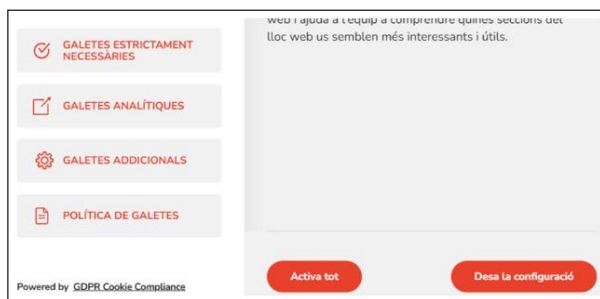 web i ajuda a l'equip a comprendre quines seccions del
lloc web us semblen més interessants i útils.
GALETES ESTRICTAMENT
NECESSÀRIES
GALETES ANALÍTIQUES
GALETES ADDICIONALS
POLÍTICA DE GALETES
Activa tot
Desa la configuració
Powered by GDPR Cookie Compliance